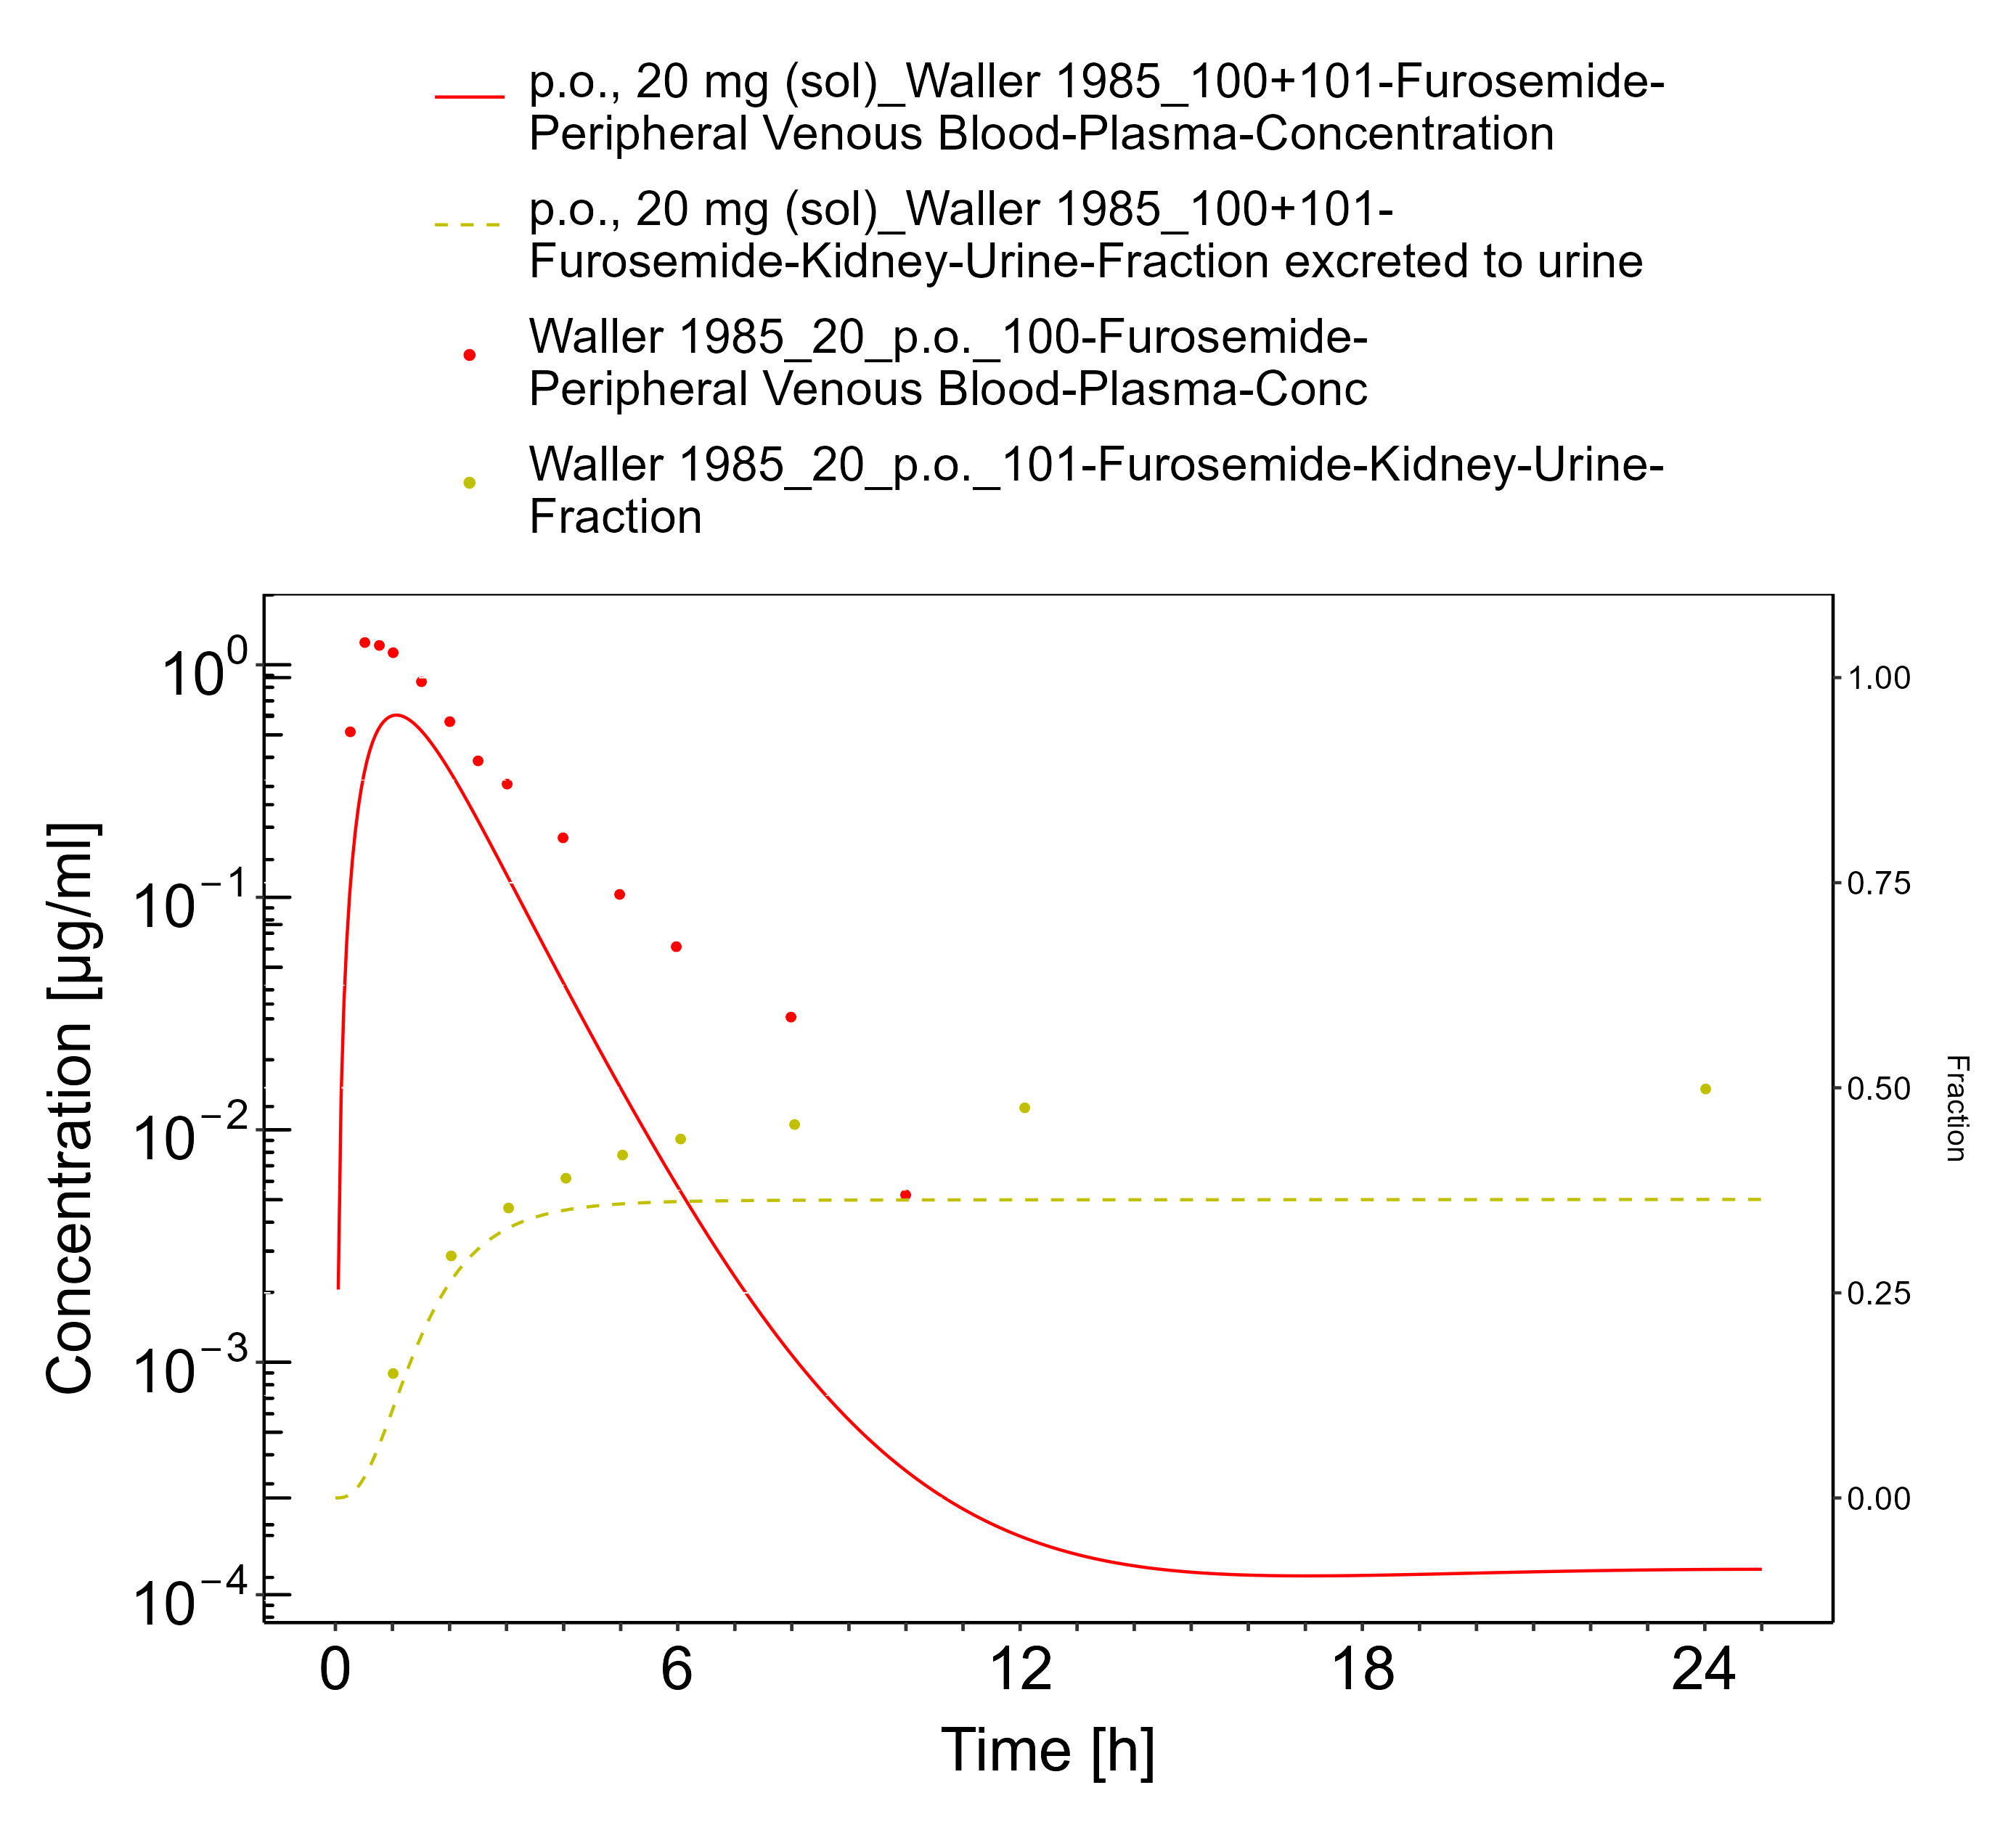 p.o., 20 mg (sol)_Waller 1985_100+101-Furosemide-
Peripheral Venous Blood-Plasma-Concentration
p.o., 20 mg (sol)_Waller 1985_100+101-
Furosemide-Kidney-Urine-Fraction excreted to urine
Waller 1985_20_p.o._100-Furosemide-
Peripheral Venous Blood-Plasma-Conc
Waller 1985_20_p.o._101-Furosemide-Kidney-Urine-
Fraction
10⁰
10⁻¹
10⁻²
10⁻³
10⁻⁴
Concentration [µg/ml]
1.00
0.75
0.50
0.25
0.00
Fraction
0 6 12 18 24
Time [h]